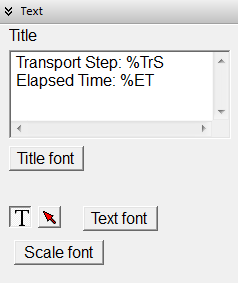 Text
Title
Transport Step: %TrS
Elapsed Time: %ET
Title font
T
Text font
Scale font